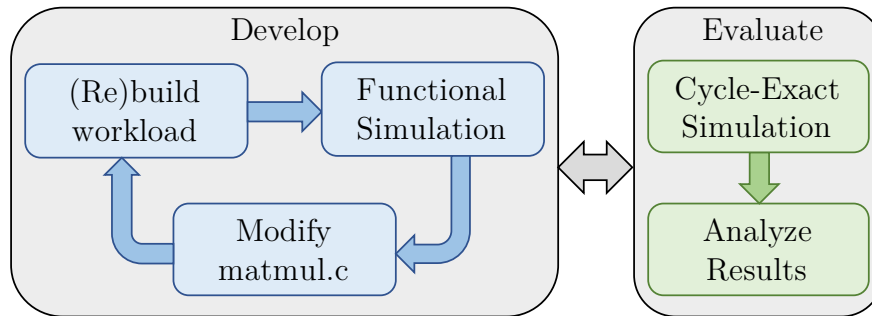 Develop
(Re)build
workload
Functional
Simulation
Modify
matmul.c
Evaluate
Cycle-Exact
Simulation
Analyze
Results